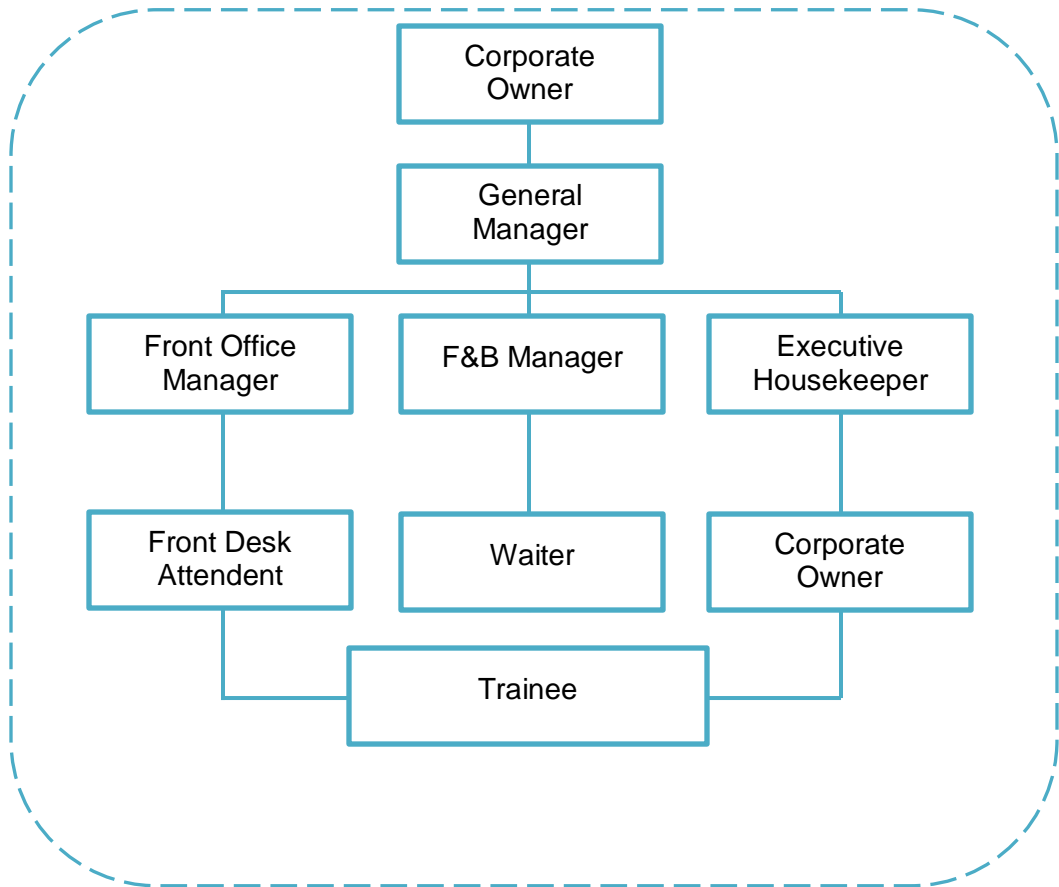 Corporate
Owner
General
Manager
Front Office
Manager
F&B Manager
Executive
Housekeeper
Front Desk
Attendent
Waiter
Corporate
Owner
Trainee